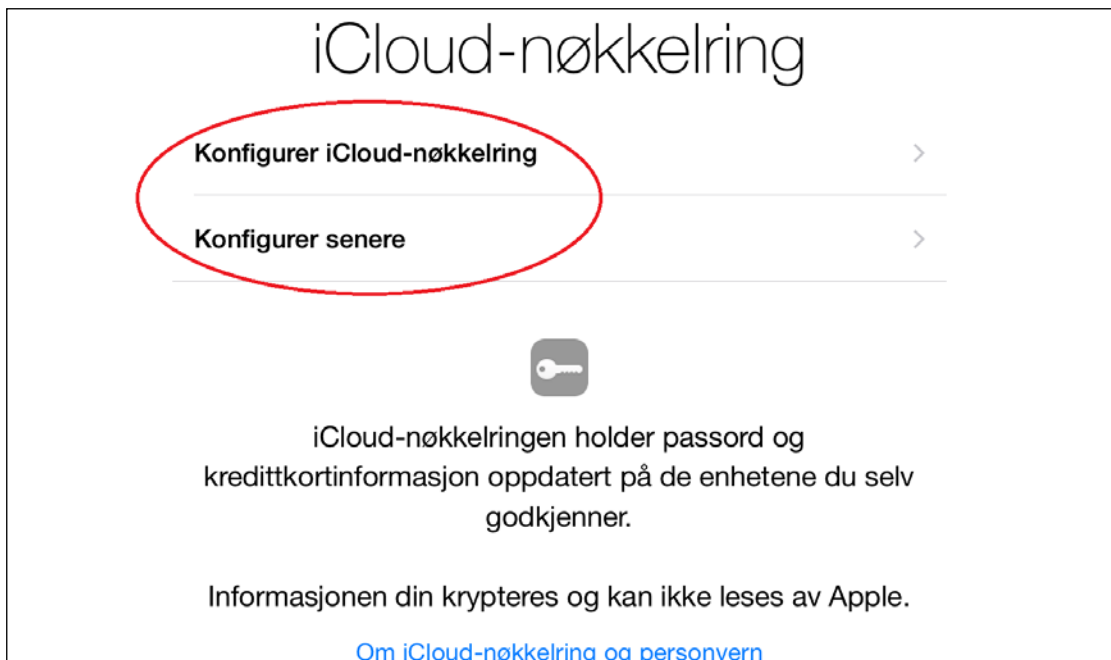 iCloud-nøkkelring
Konfigurer iCloud-nøkkelring
Konfigurer senere
iCloud-nøkkelringen holder passord og
kredittkortinformasjon oppdatert på de enhetene du selv
godkjenner.
Informasjonen din krypteres og kan ikke leses av Apple.
Om iCloud-nøkkelring og personvern